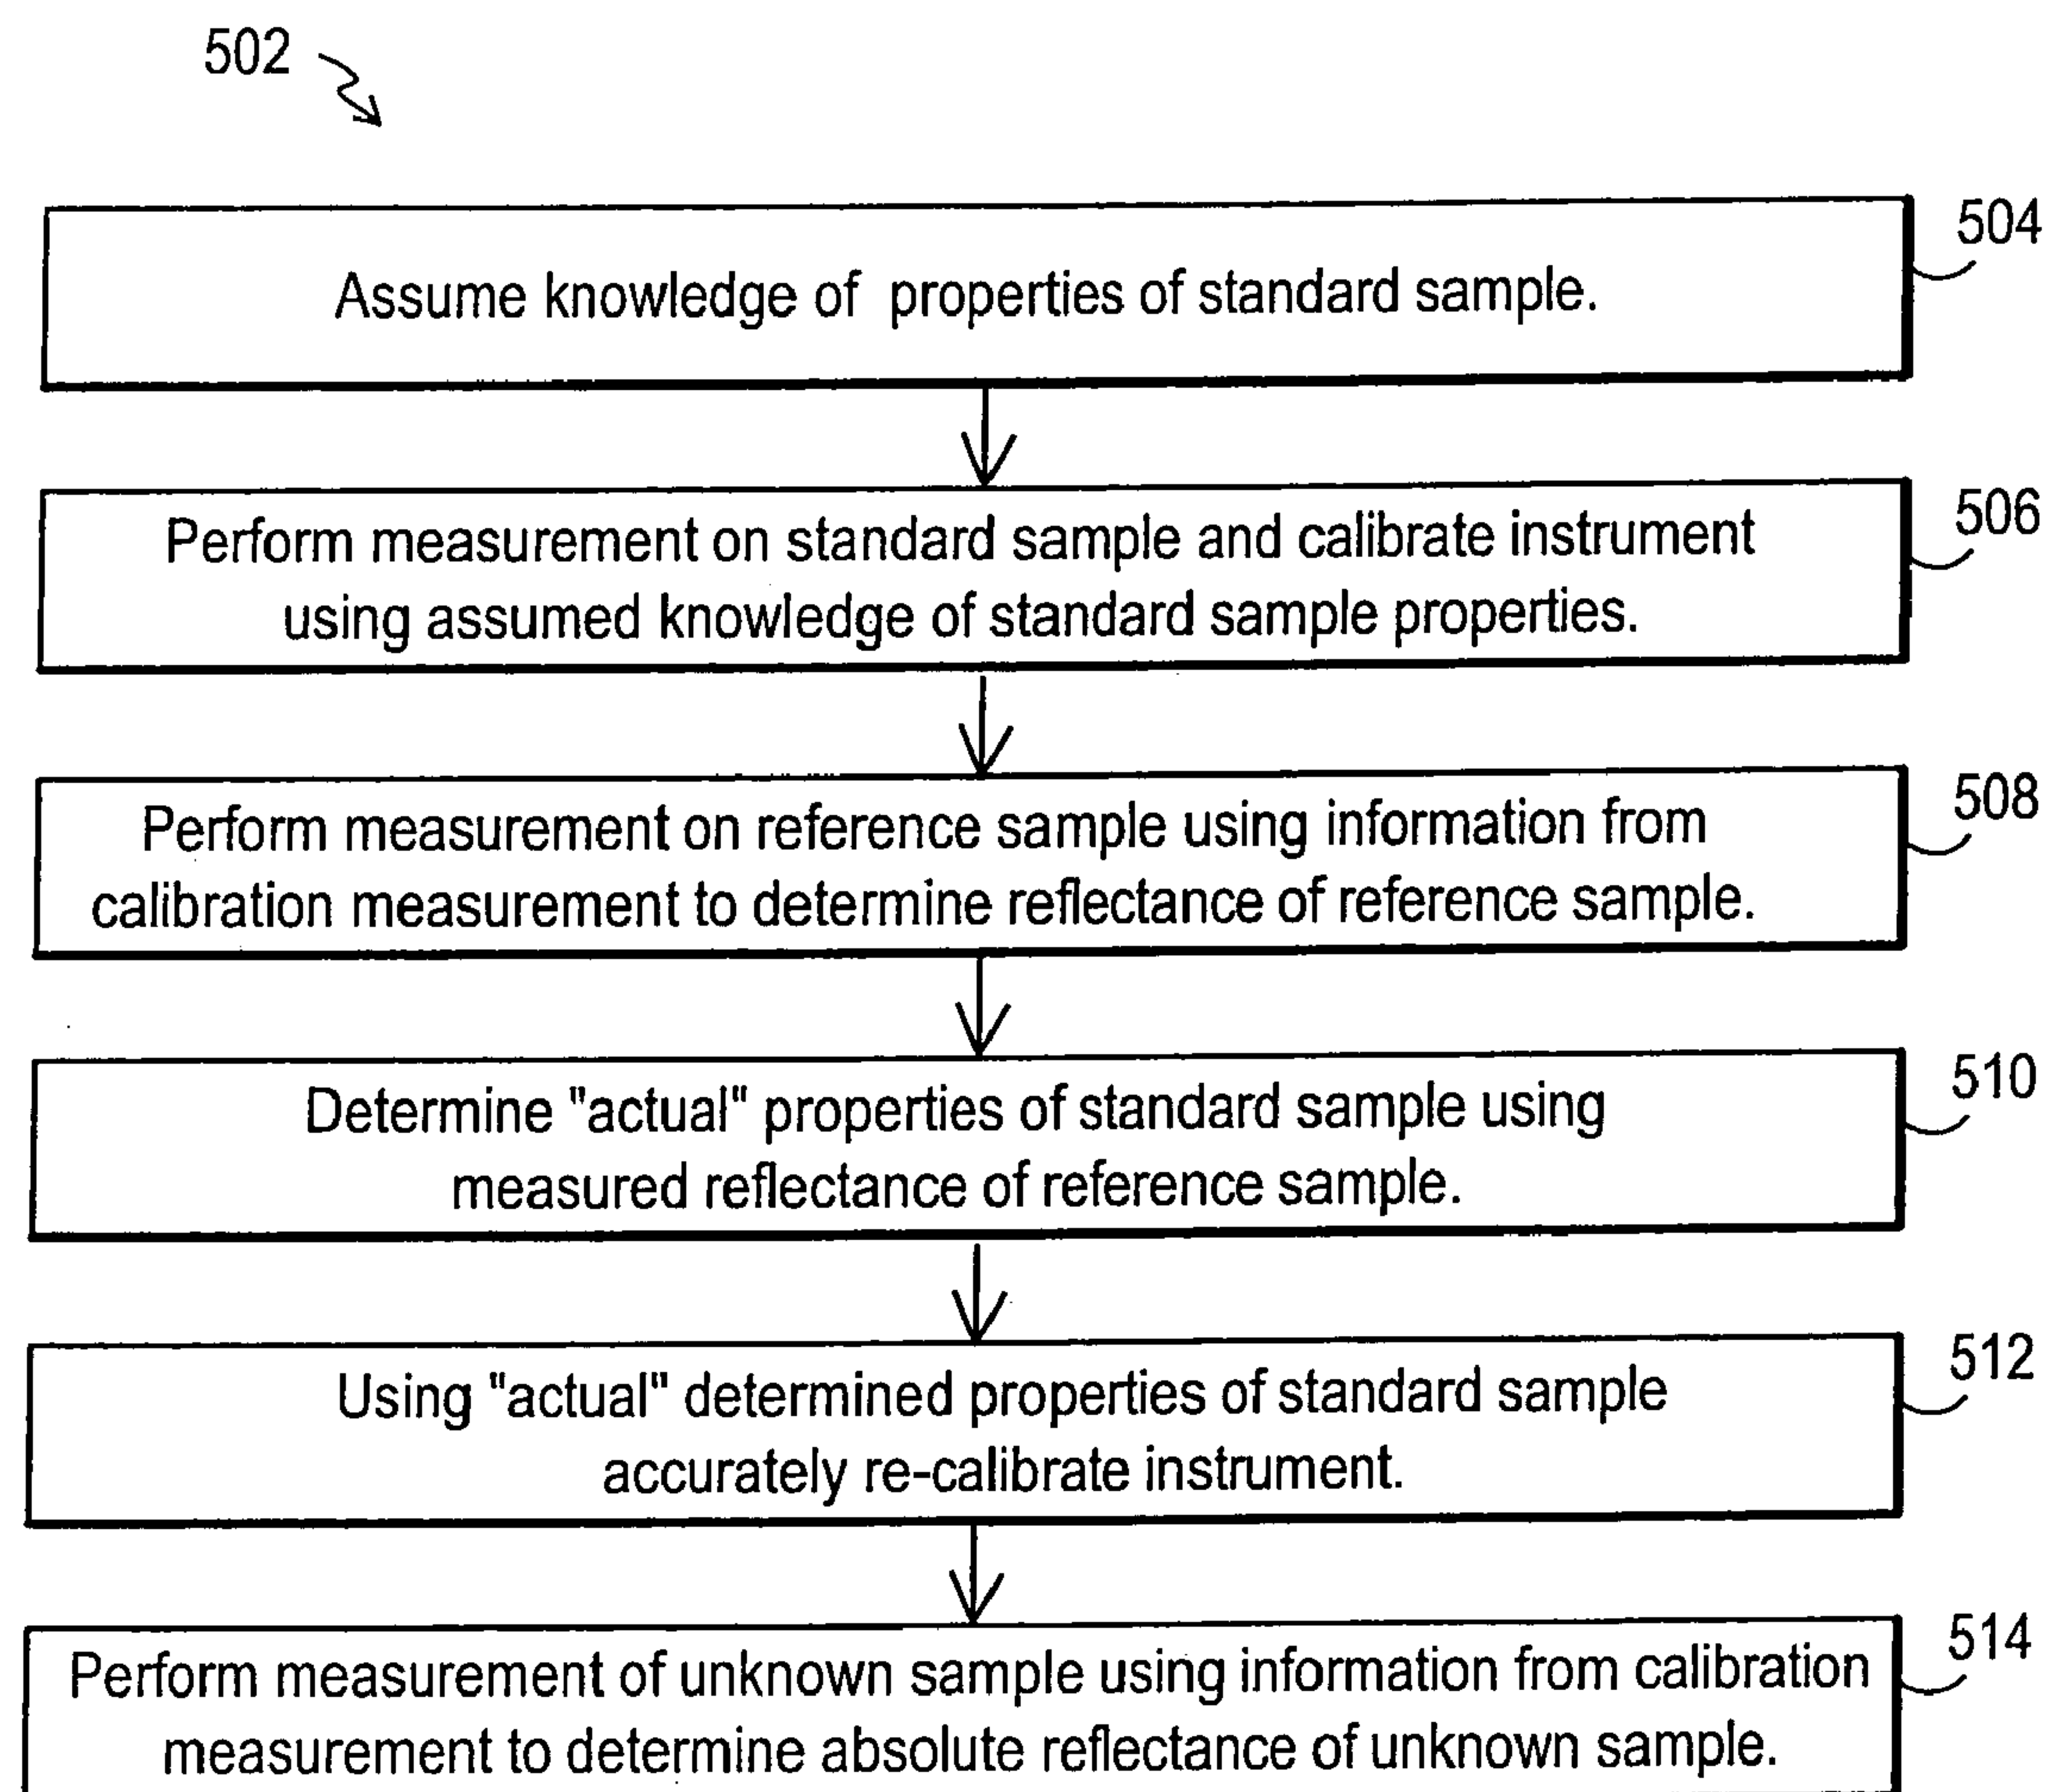 502
504
Assume knowledge of properties of standard sample.
506
Perform measurement on standard sample and calibrate instrument
using assumed knowledge of standard sample properties.
508
Perform measurement on reference sample using information from
calibration measurement to determine reflectance of reference sample.
510
Determine "actual" properties of standard sample using
measured reflectance of reference sample.
512
Using "actual" determined properties of standard sample
accurately re-calibrate instrument.
514
Perform measurement of unknown sample using information from calibration
measurement to determine absolute reflectance of unknown sample.